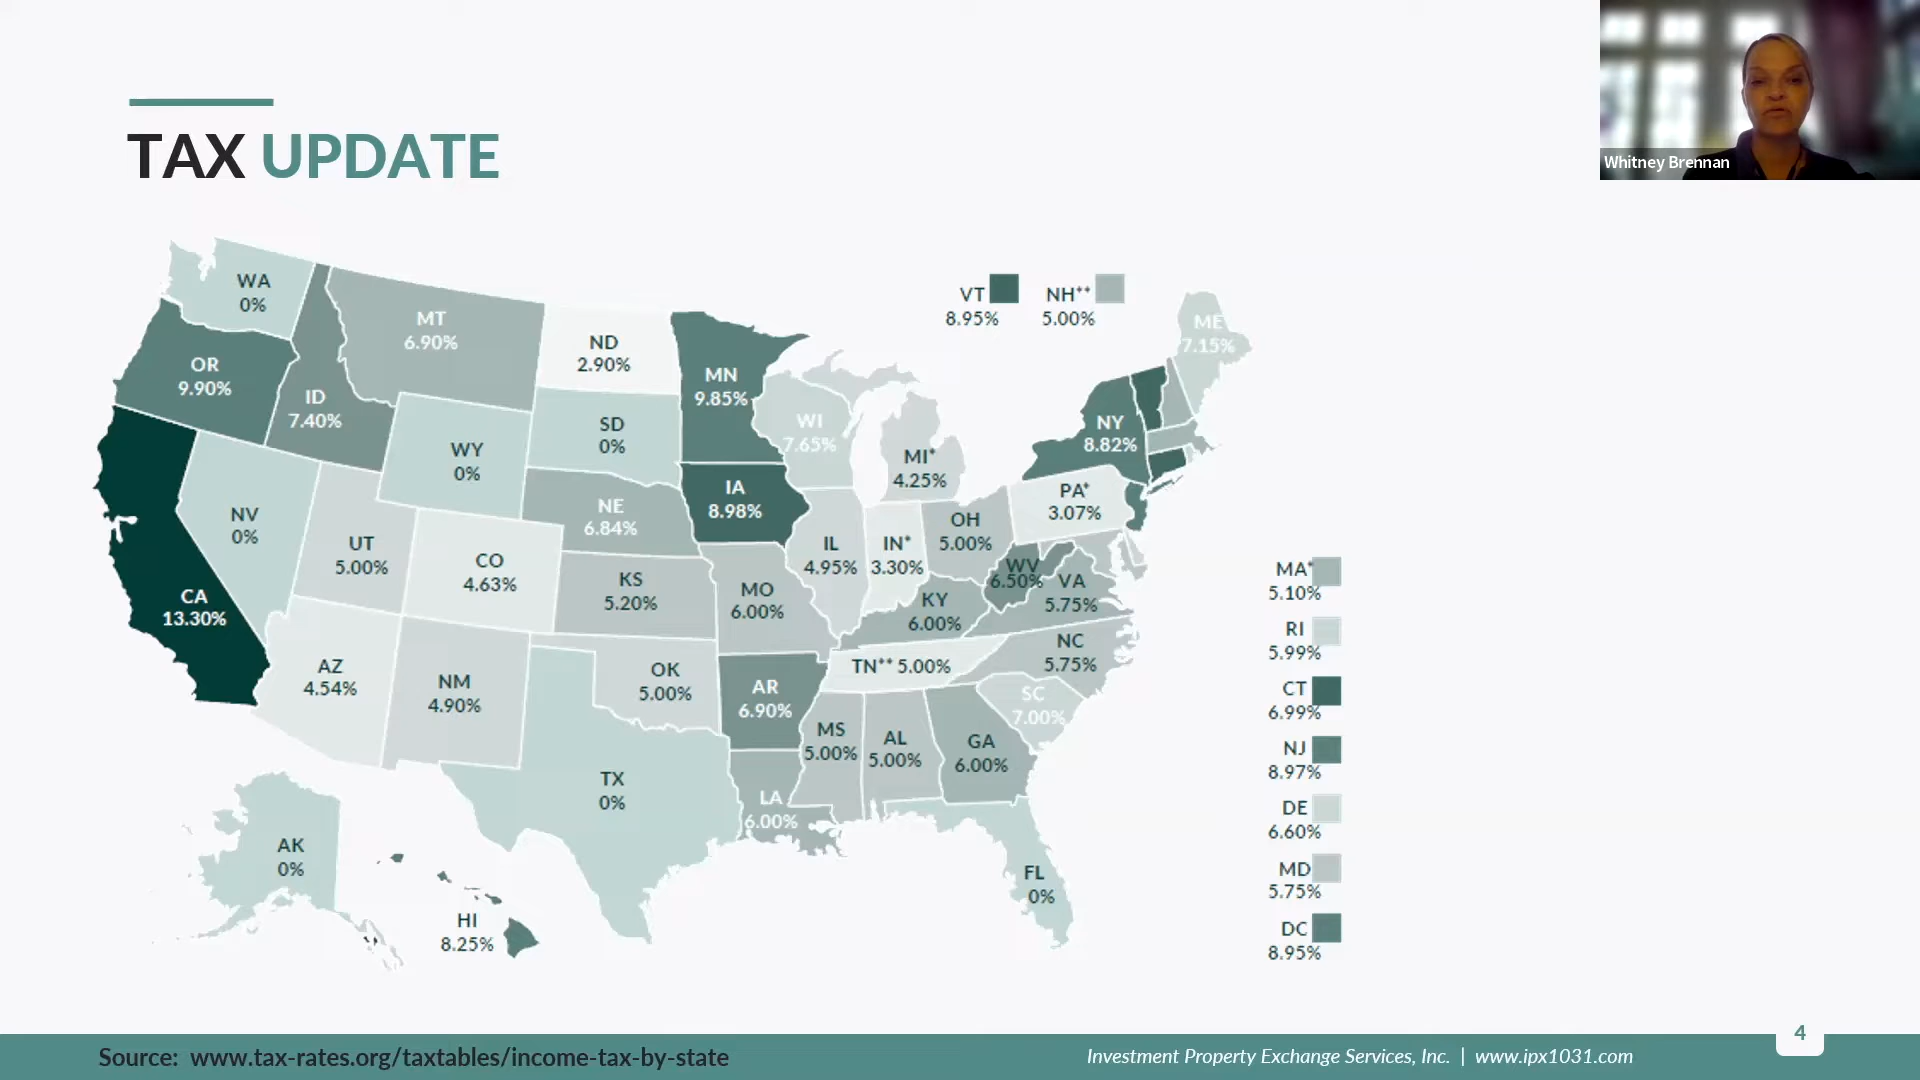 Whitney Brennan
TAX UPDATE
WA
0%
MT
6.90%
ND
2.90%
VT
8.95%
NH**
5.00%
ME
7.15%
OR
9.90%
ID
7.40%
MN
9.85%
WI
7.65%
SD
0%
WY
0%
NY
8.82%
MI*
4.25%
IA
8.98%
PA*
3.07%
NV
0%
NE
6.84%
UT
5.00%
CO
4.63%
IL
4.95%
IN*
3.30%
OH
5.00%
WV
6.50%
VA
5.75%
CA
13.30%
KS
5.20%
MO
6.00%
KY
6.00%
NC
5.75%
AZ
4.54%
NM
4.90%
OK
5.00%
AR
6.90%
TN** 5.00%
SC
7.00%
MS
5.00%
AL
5.00%
GA
6.00%
TX
0%
LA
6.00%
AK
0%
HI
8.25%
FL
0%
MA*
5.10%
RI
5.99%
CT
6.99%
NJ
8.97%
DE
6.60%
MD
5.75%
DC
8.95%
4
Source: www.tax-rates.org/taxtables/income-tax-by-state
Investment Property Exchange Services, Inc. | www.ipx1031.com